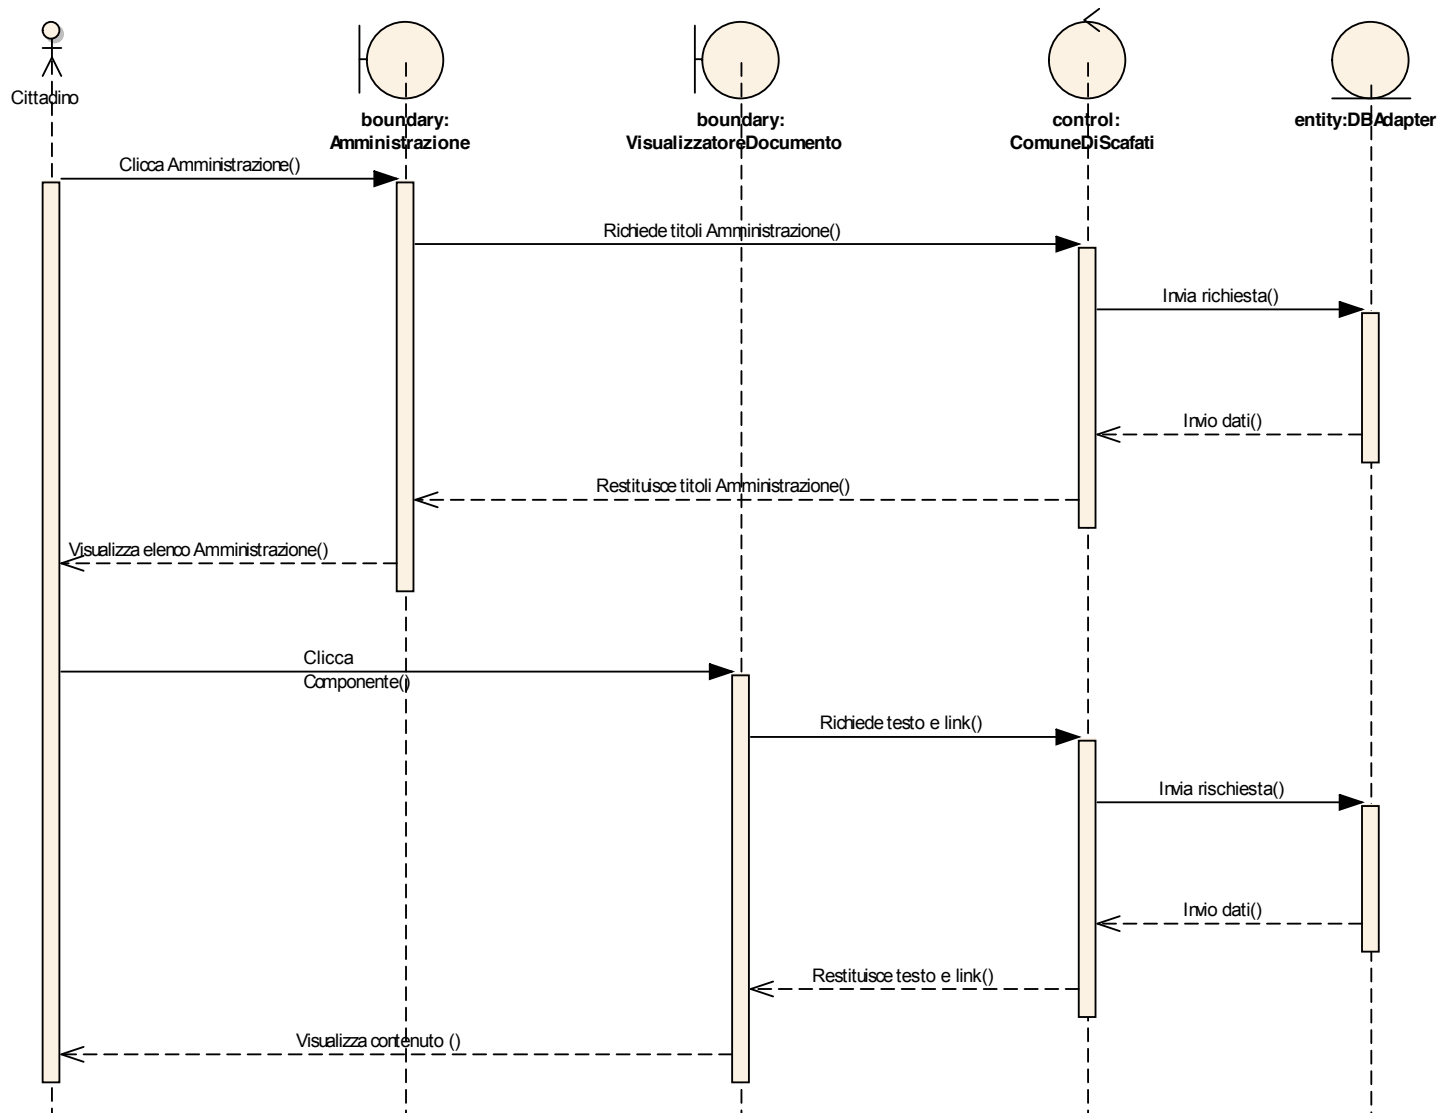 Cittadino
boundary:
Amministrazione
boundary:
VisualizzatoreDocumento
control:
ComuneDiScafati
entity:DBAdapter
Clicca Amministrazione()
Richiede titoli Amministrazione()
Invia richiesta()
Invio dati()
Restituisce titoli Amministrazione()
Visualizza elenco Amministrazione()
Clicca
Componente()
Richiede testo e link()
Invia rischiesta()
Invio dati()
Restituisce testo e link()
Visualizza contenuto ()